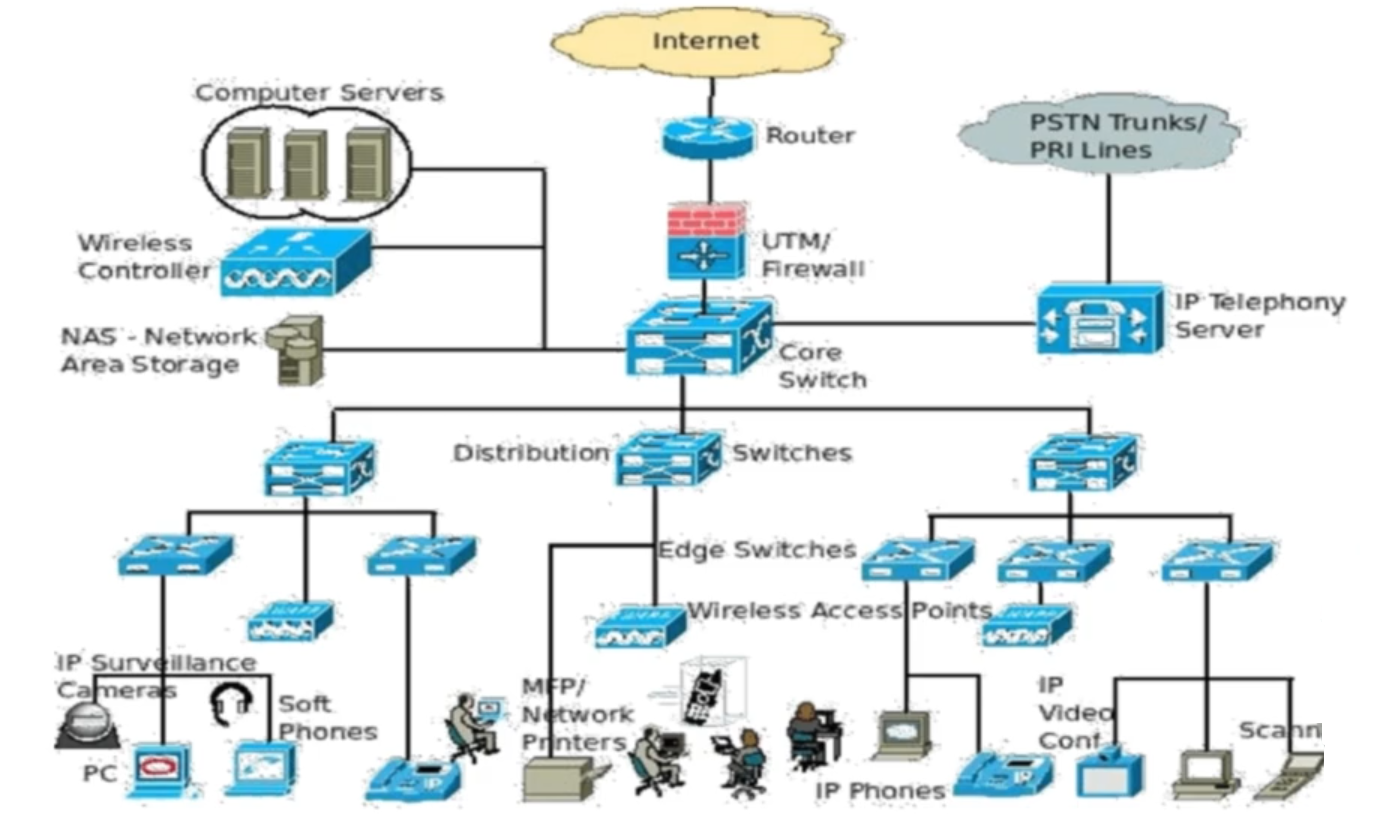 Internet
Computer Servers
PSTN Trunks/
PRI Lines
Router
Wireless
Controller
UTM/
Firewall
IP Telephony
Server
NAS - Network
Area Storage
Core
Switch
Distribution Switches
Edge Switches
Wireless Access Points
IP Surveillance
Cameras
Soft
Phones
PC
MFP/
Network
Printers
IP
Video
Conf
Scann
IP Phones
IP